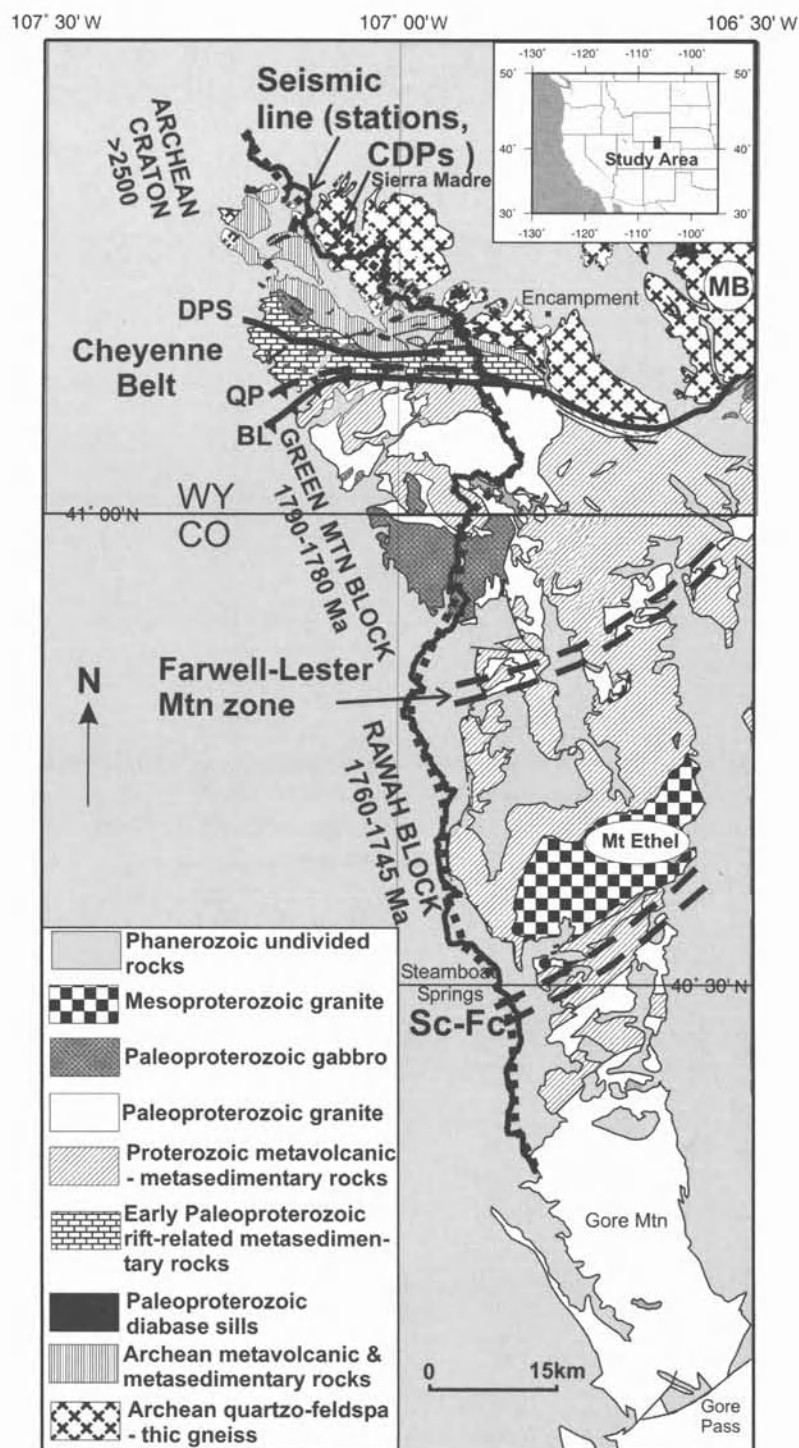 107° 30' W
107° 00' W
106° 30' W
-130°
-120°
-110°
-100°
50°
50°
40°
40°
Study Area
30°
30°
-130°
-120°
-110°
-100°
Seismic
line (stations,
CDPs )
Sierra Madre
ARCHEAN
CRATON
>2500
MB
Encampment
DPS
Cheyenne
Belt
QP
BL
GREEN MTN BLOCK
1790-1780 Ma
WY
41° 00'N
CO
Farwell-Lester
Mtn zone
N
RAWAH BLOCK
1760-1745 Ma
Mt Ethel
Steamboat
Springs
40° 30'N
Sc-Fc
Gore Mtn
Gore
Pass
0 15km
Phanerozoic undivided
rocks
Mesoproterozoic granite
Paleoproterozoic gabbro
Paleoproterozoic granite
Proterozoic metavolcanic
- metasedimentary rocks
Early Paleoproterozoic
rift-related metasedimen-
tary rocks
Paleoproterozoic
diabase sills
Archean metavolcanic &
metasedimentary rocks
Archean quartzo-feldspa
- thic gneiss